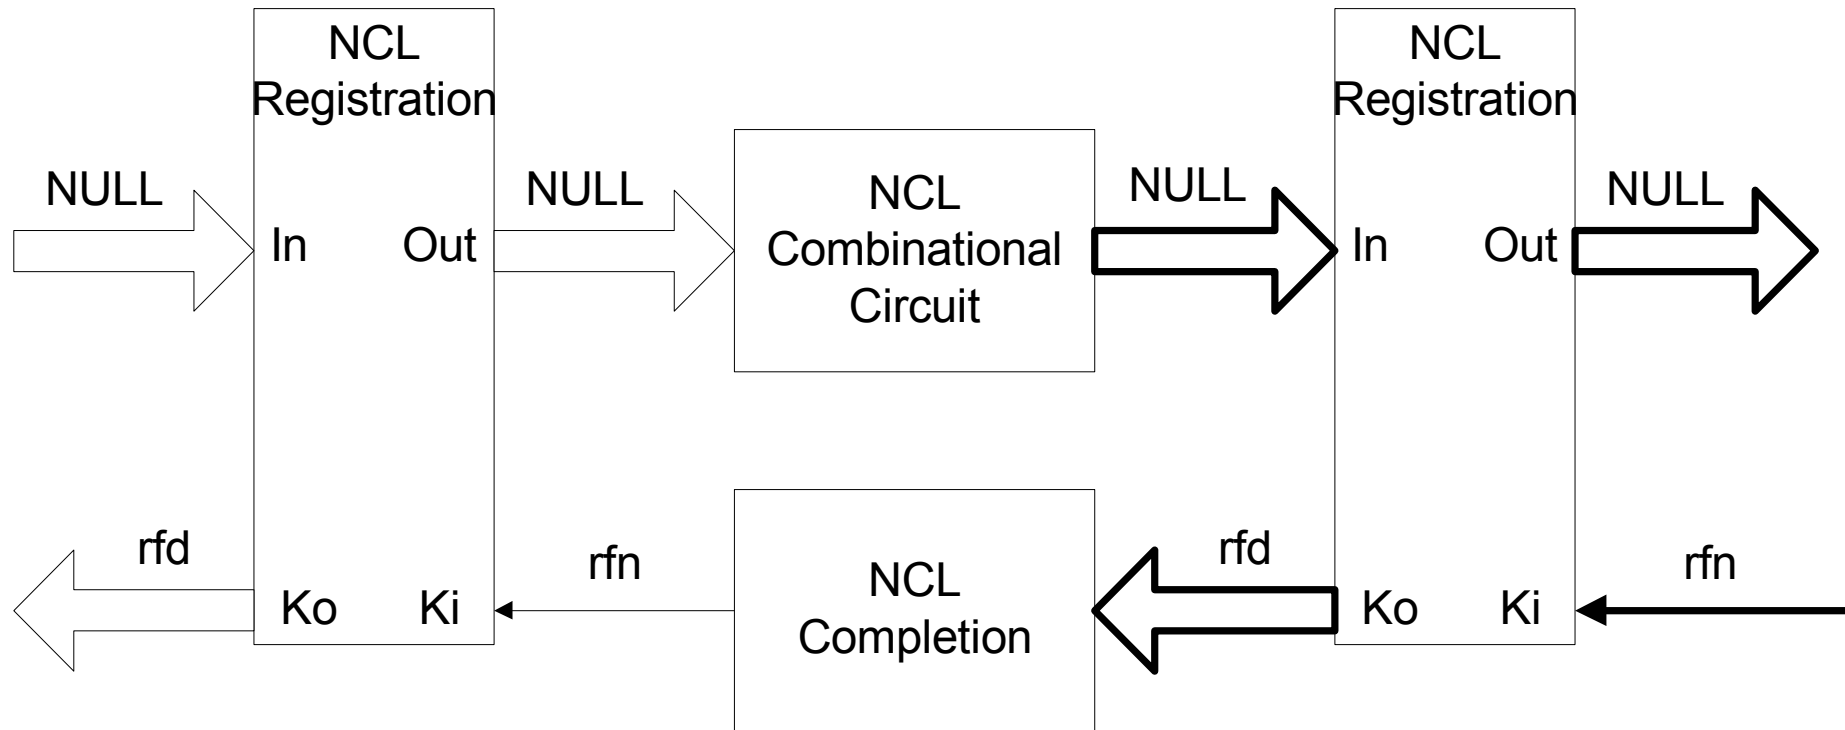 NCL
Registration
NCL
Registration
NULL
NULL
NULL
NULL
NCL
Combinational
Circuit
In
Out
In
Out
rfd
rfn
rfd
rfn
NCL
Completion
Ko
Ki
Ko
Ki